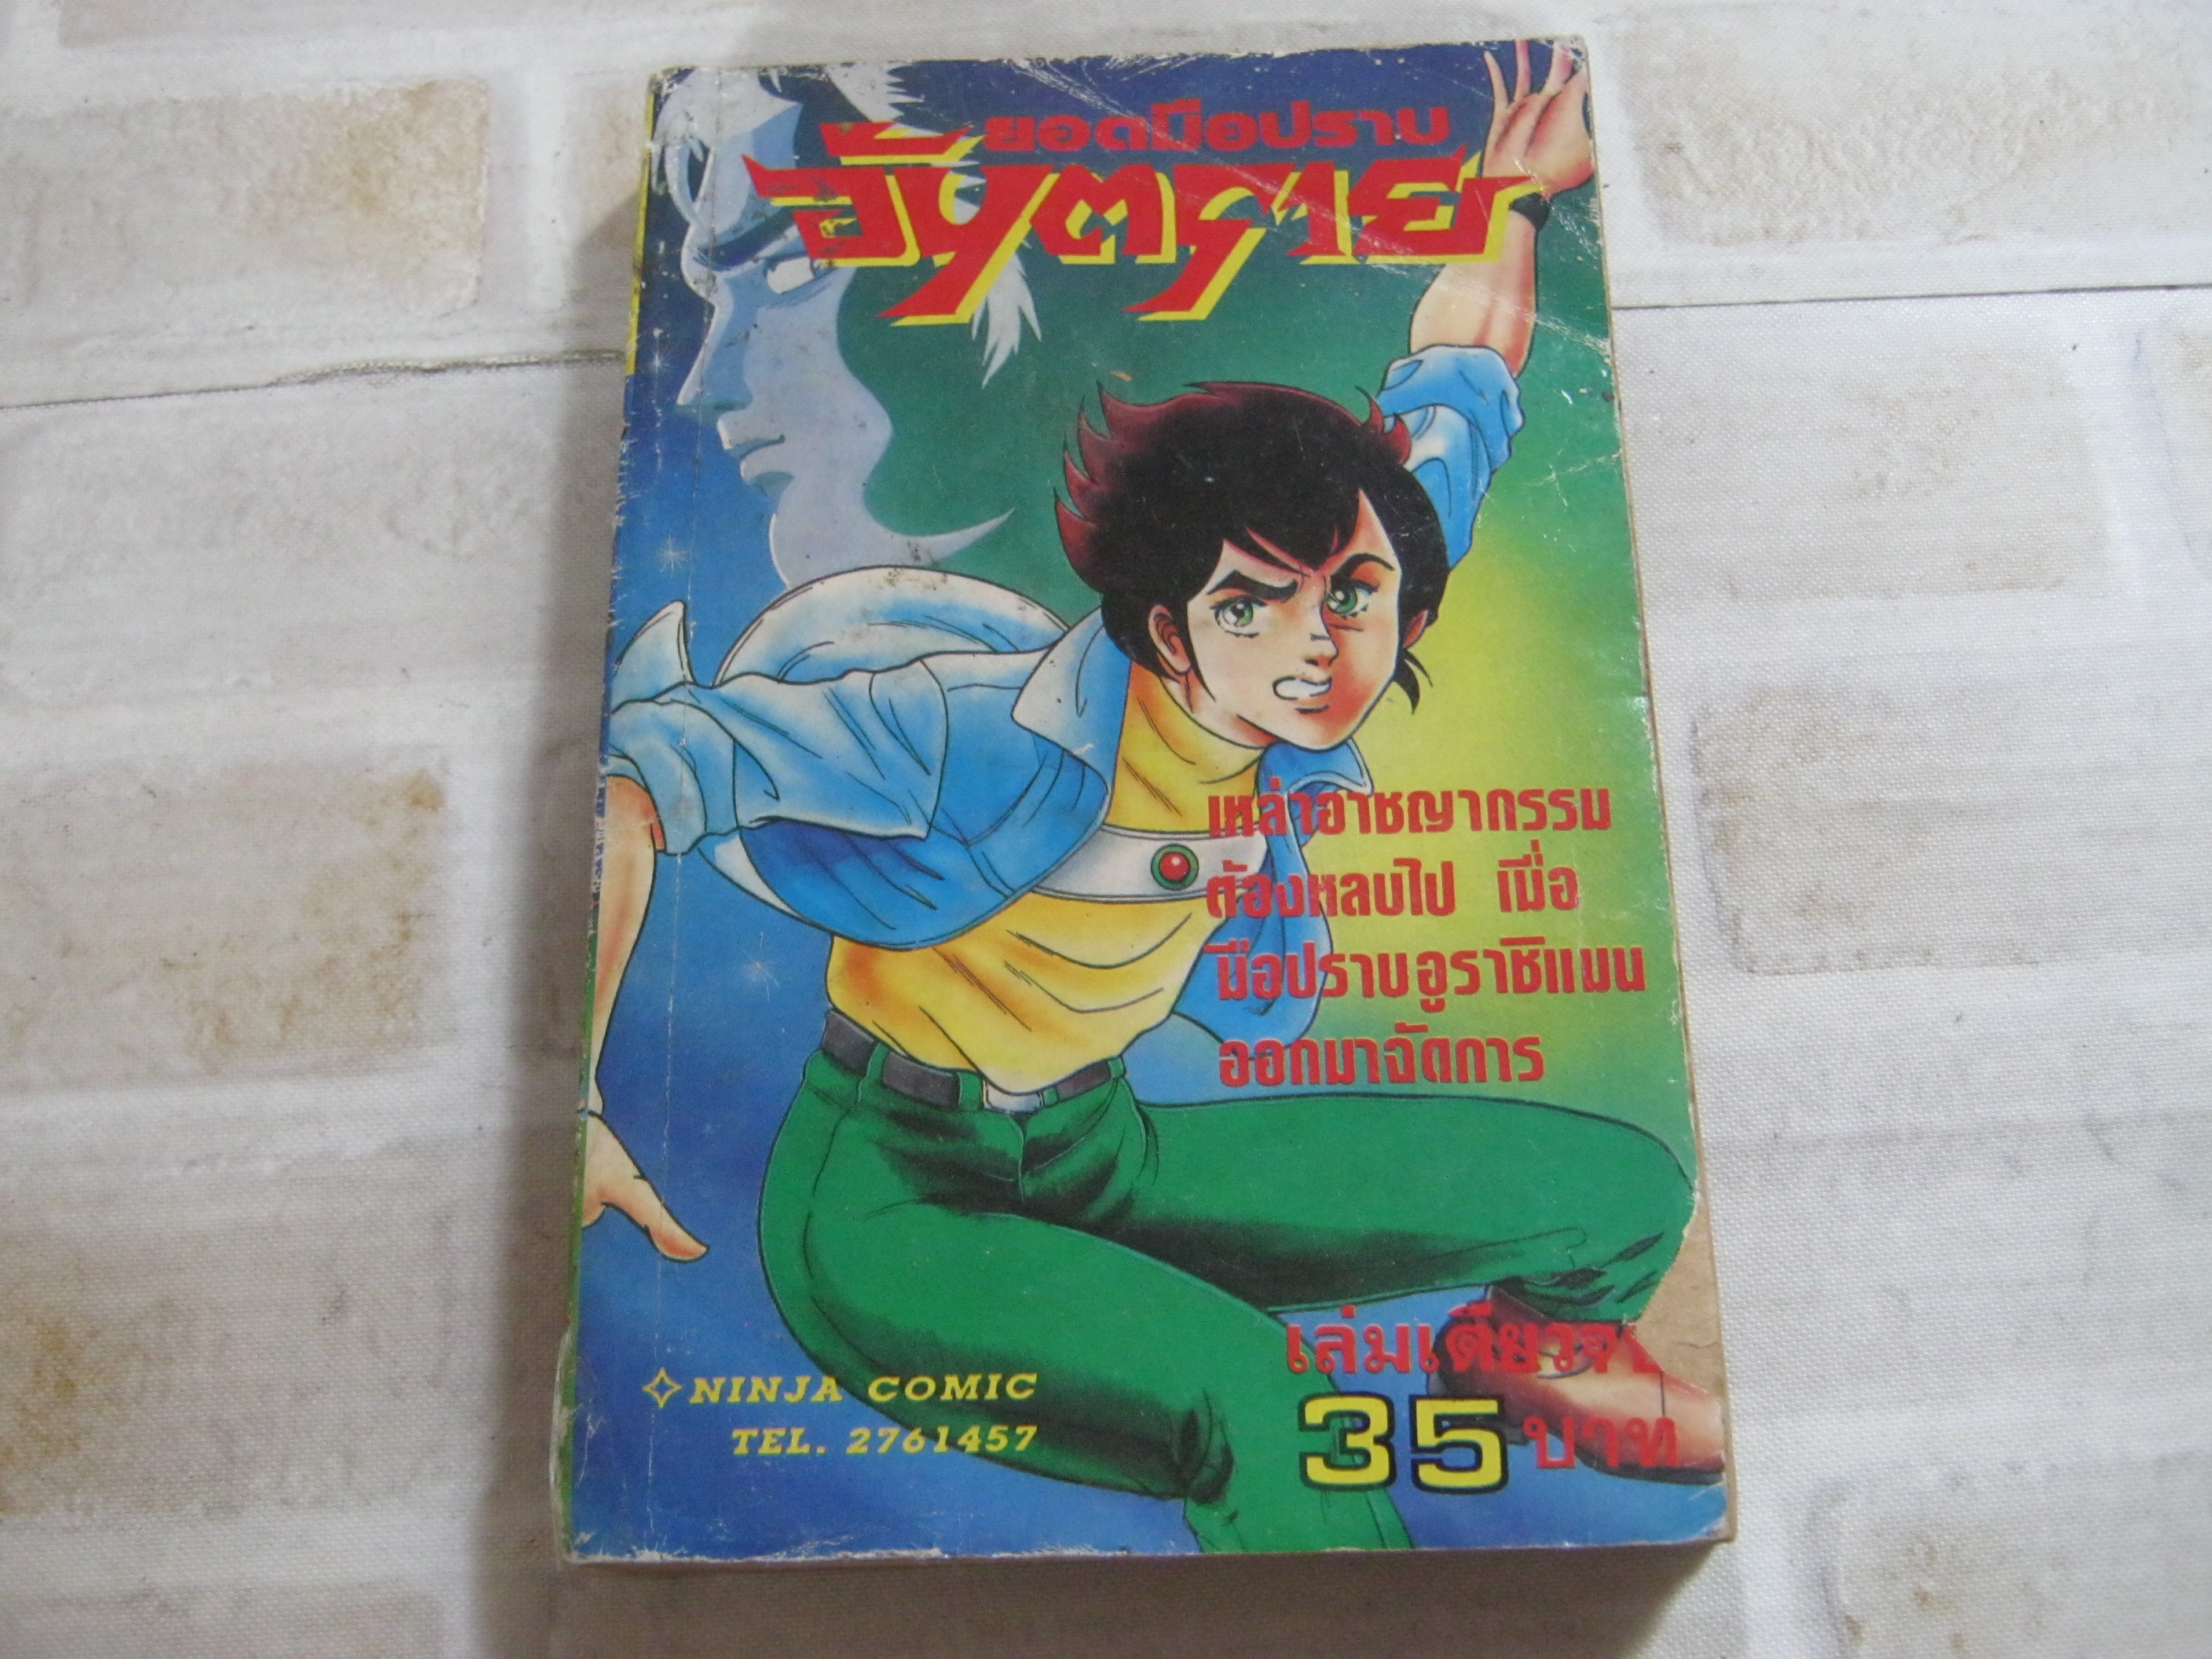 ยอดมือปราบ
อันตราย
เหล่าอาชญากรรม
ต้องหลบไป เมื่อ
มือปราบอูราชิแมน
ออกมาจัดการ
เล่มเดียวจบ
35 บาท
NINJA COMIC
TEL. 2761457